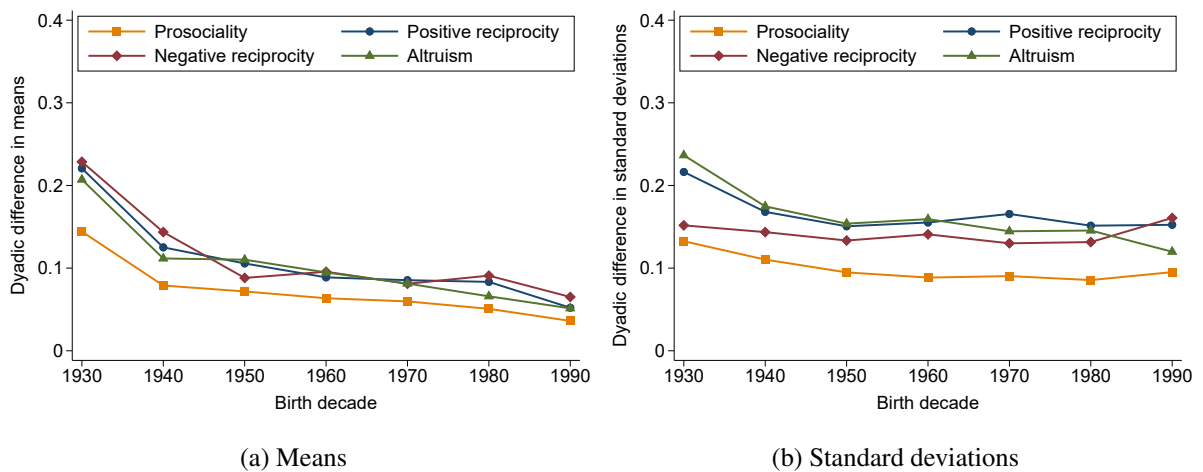 0.4
0.3
0.2
0.1
0
Dyadic difference in means
Prosociality
Positive reciprocity
Negative reciprocity
Altruism
1930 1940 1950 1960 1970 1980 1990
Birth decade
(a) Means
0.4
0.3
0.2
0.1
0
Dyadic difference in standard deviations
Prosociality
Positive reciprocity
Negative reciprocity
Altruism
1930 1940 1950 1960 1970 1980 1990
Birth decade
(b) Standard deviations